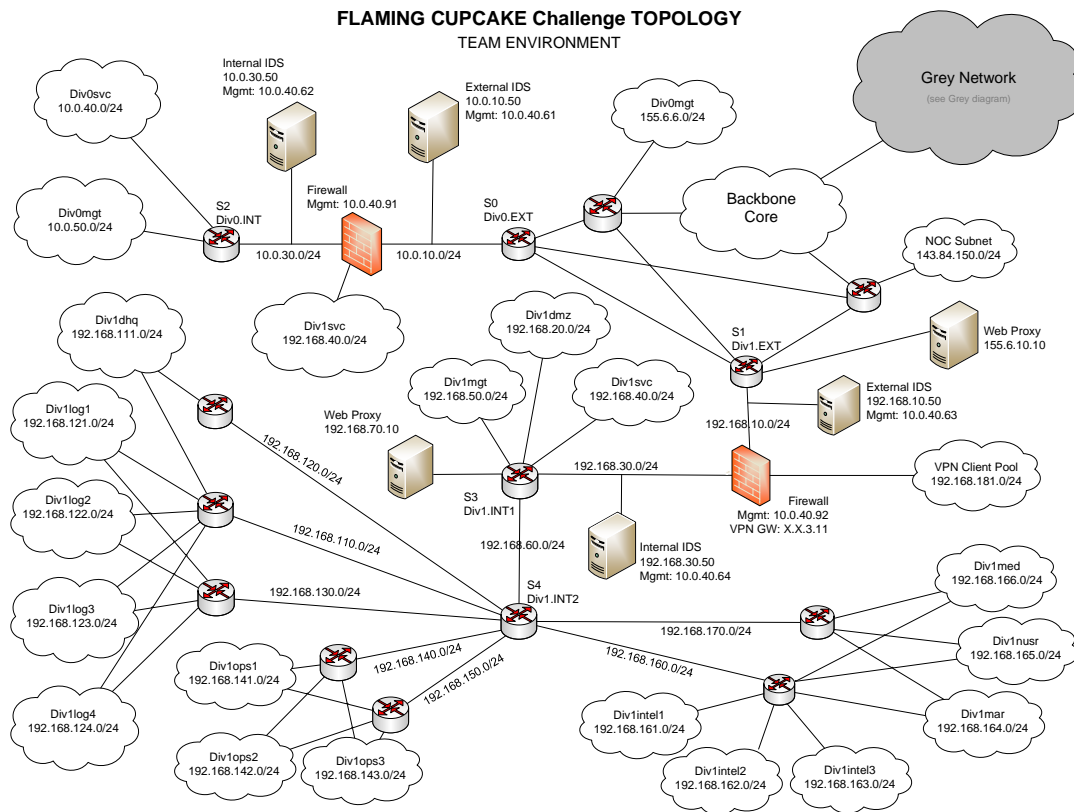 FLAMING CUPCAKE Challenge TOPOLOGY
TEAM ENVIRONMENT
Grey Network
(see Grey diagram)
Internal IDS
10.0.30.50
Mgmt: 10.0.40.62
External IDS
10.0.10.50
Mgmt: 10.0.40.61
Div0svc
10.0.40.0/24
Div0mgt
155.6.6.0/24
Backbone
Core
Div0mgt
10.0.50.0/24
S2
Div0.INT
Firewall
Mgmt: 10.0.40.91
S0
Div0.EXT
10.0.30.0/24
10.0.10.0/24
NOC Subnet
143.84.150.0/24
Div1svc
192.168.40.0/24
Div1dhq
192.168.111.0/24
Div1dmz
192.168.20.0/24
S1
Div1.EXT
Web Proxy
155.6.10.10
Div1mgt
192.168.50.0/24
Div1svc
192.168.40.0/24
External IDS
192.168.10.50
Mgmt: 10.0.40.63
192.168.10.0/24
Div1log1
192.168.121.0/24
192.168.120.0/24
Web Proxy
192.168.70.10
192.168.30.0/24
VPN Client Pool
192.168.181.0/24
S3
Div1.INT1
Firewall
Mgmt: 10.0.40.92
VPN GW: X.X.3.11
Div1log2
192.168.122.0/24
192.168.110.0/24
192.168.60.0/24
Internal IDS
192.168.30.50
Mgmt: 10.0.40.64
S4
Div1.INT2
Div1med
192.168.166.0/24
Div1log3
192.168.123.0/24
192.168.130.0/24
192.168.170.0/24
Div1nusr
192.168.165.0/24
192.168.140.0/24
192.168.150.0/24
192.168.160.0/24
Div1ops1
192.168.141.0/24
Div1log4
192.168.124.0/24
Div1intel1
192.168.161.0/24
Div1mar
192.168.164.0/24
Div1ops2
192.168.142.0/24
Div1ops3
192.168.143.0/24
Div1intel2
192.168.162.0/24
Div1intel3
192.168.163.0/24